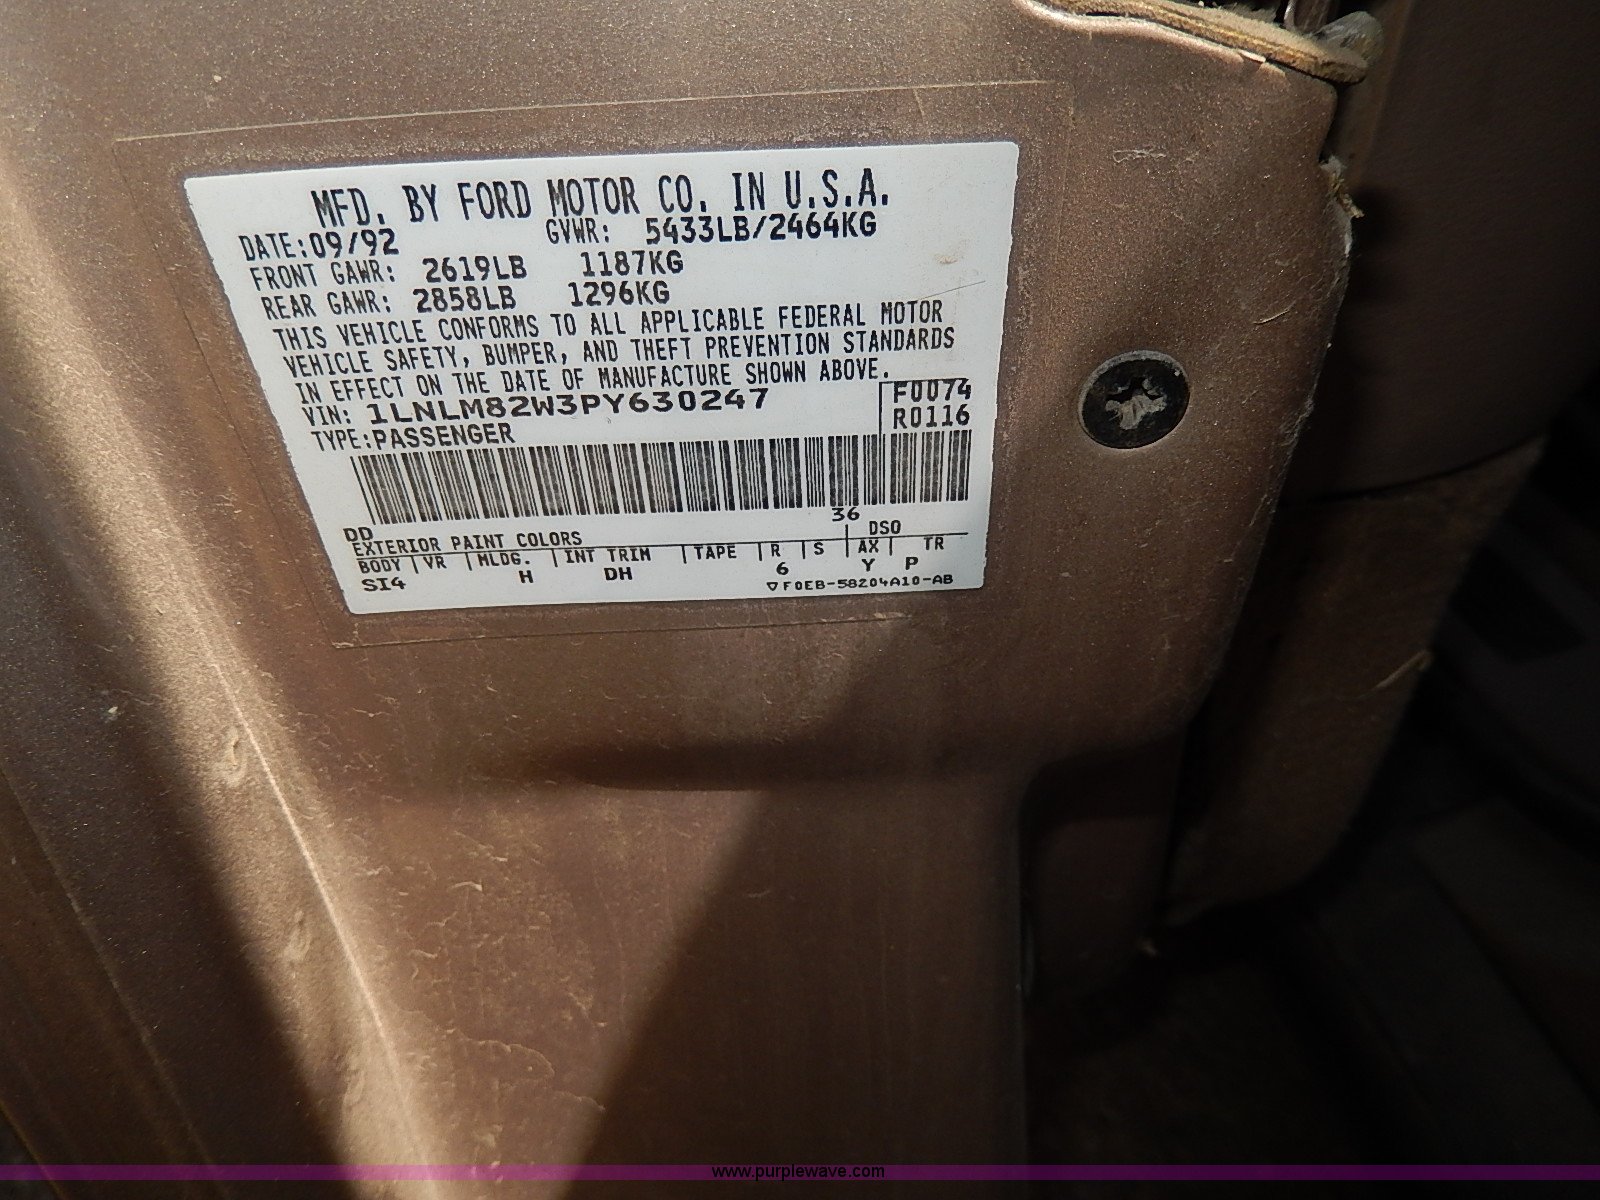 MFD. BY FORD MOTOR CO. IN U.S.A.
DATE:09/92 GVWR: 5433LB/2464KG
FRONT GAWR: 2619LB 1187KG
REAR GAWR: 2858LB 1296KG
THIS VEHICLE CONFORMS TO ALL APPLICABLE FEDERAL MOTOR
VEHICLE SAFETY, BUMPER, AND THEFT PREVENTION STANDARDS
IN EFFECT ON THE DATE OF MANUFACTURE SHOWN ABOVE.
VIN: 1LNLM82W3PY630247 F0074
TYPE:PASSENGER R0116
DD 36
EXTERIOR PAINT COLORS DSO
BODY VR MLDG. INT TRIM TAPE R S AX TR
SI4 H DH 6 Y P
▽F0EB-58204A10-AB
www.purplewave.com